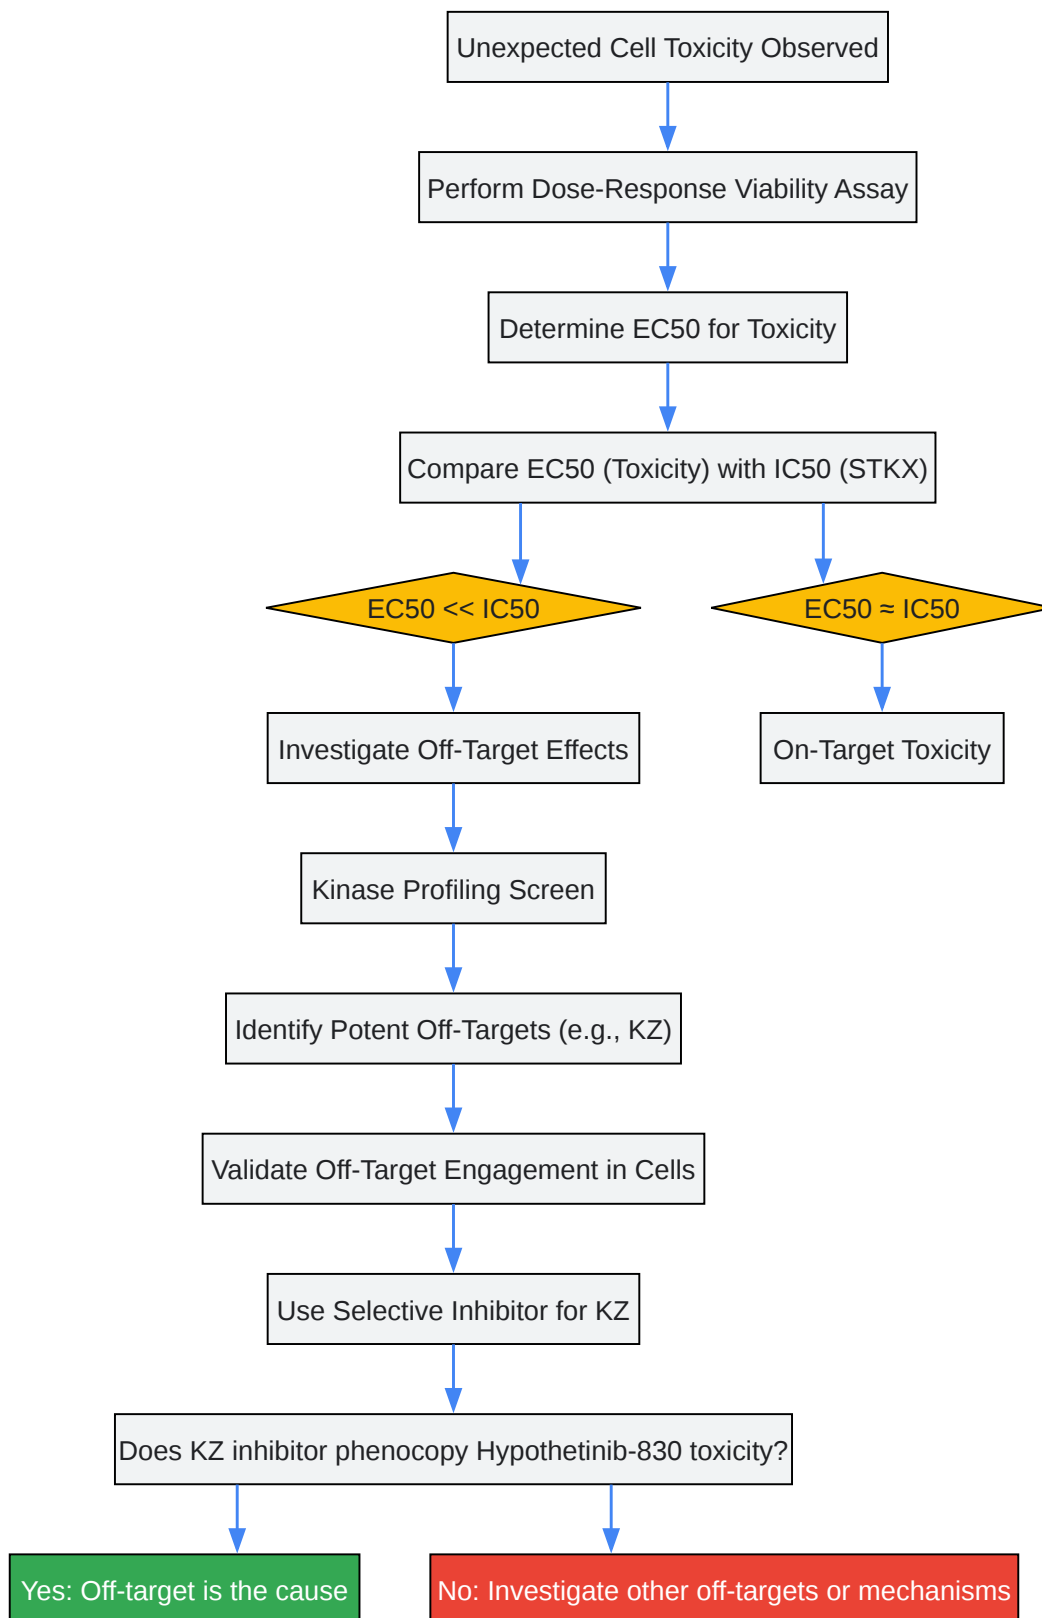 Unexpected Cell Toxicity Observed
Perform Dose-Response Viability Assay
Determine EC50 for Toxicity
Compare EC50 (Toxicity) with IC50 (STKX)
EC50 << IC50
EC50 ≈ IC50
Investigate Off-Target Effects
On-Target Toxicity
Kinase Profiling Screen
Identify Potent Off-Targets (e.g., KZ)
Validate Off-Target Engagement in Cells
Use Selective Inhibitor for KZ
Does KZ inhibitor phenocopy Hypothetinib-830 toxicity?
Yes: Off-target is the cause
No: Investigate other off-targets or mechanisms